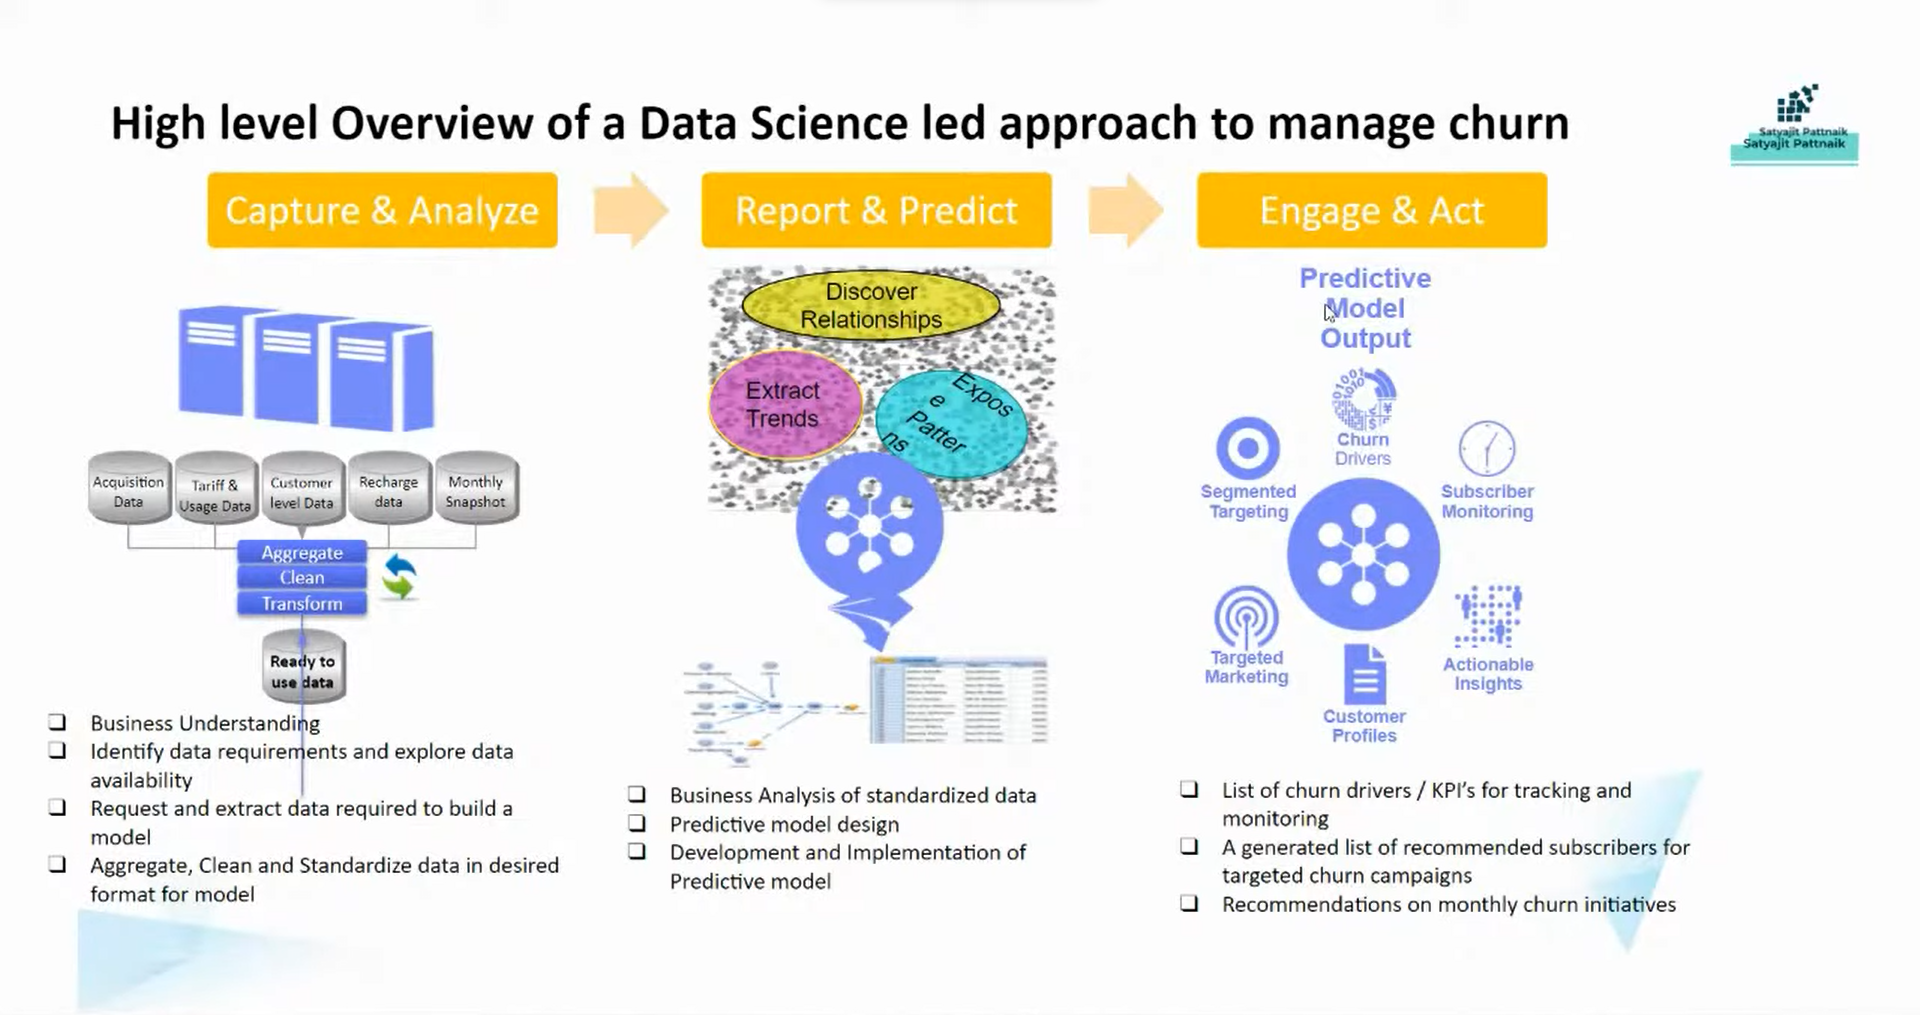 High level Overview of a Data Science led approach to manage churn
Satyajit Pattnaik
Satyajit Pattnaik
Capture & Analyze
Report & Predict
Engage & Act
Acquisition
Data
Tariff &
Usage Data
Customer
level Data
Recharge
data
Monthly
Snapshot
Aggregate
Clean
Transform
Ready to
use data
❑ Business Understanding
❑ Identify data requirements and explore data
availability
❑ Request and extract data required to build a
model
❑ Aggregate, Clean and Standardize data in desired
format for model
Discover
Relationships
Extract
Trends
Expos
e
Patter
ns
❑ Business Analysis of standardized data
❑ Predictive model design
❑ Development and Implementation of
Predictive model
Predictive
Model
Output
Churn
Drivers
Segmented
Targeting
Subscriber
Monitoring
Targeted
Marketing
Actionable
Insights
Customer
Profiles
❑ List of churn drivers / KPI’s for tracking and
monitoring
❑ A generated list of recommended subscribers for
targeted churn campaigns
❑ Recommendations on monthly churn initiatives